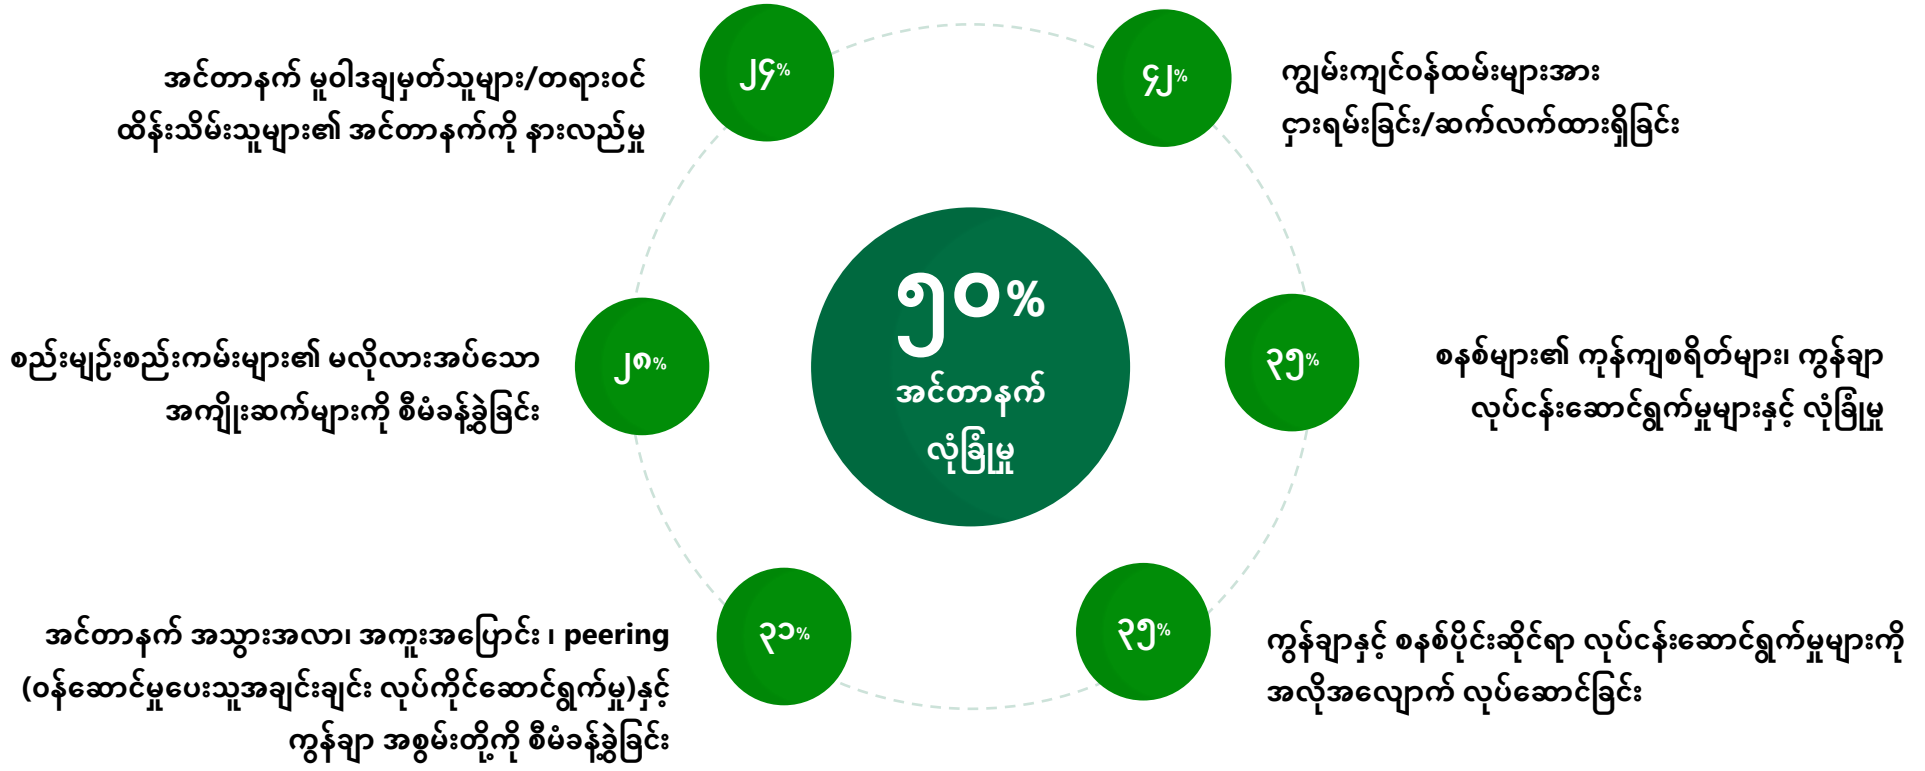 ၂၄%
အင်တာနက် မူဝါဒချမှတ်သူများ/တရားဝင်
ထိန်းသိမ်းသူများ၏ အင်တာနက်ကို နားလည်မှု
၄၂%
ကျွမ်းကျင်ဝန်ထမ်းများအား
ငှားရမ်းခြင်း/ဆက်လက်ထားရှိခြင်း
၅၀%
အင်တာနက်
လုံခြုံမှု
၂၈%
စည်းမျဉ်းစည်းကမ်းများ၏ မလိုလားအပ်သော
အကျိုးဆက်များကို စီမံခန့်ခွဲခြင်း
၃၅%
စနစ်များ၏ ကုန်ကျစရိတ်များ၊ ကွန်ချာ
လုပ်ငန်းဆောင်ရွက်မှုများနှင့် လုံခြုံမှု
၃၁%
အင်တာနက် အသွားအလာ၊ အကူးအပြောင်း ၊ peering
(ဝန်ဆောင်မှုပေးသူအချင်းချင်း လုပ်ကိုင်ဆောင်ရွက်မှု)နှင့်
ကွန်ချာ အစွမ်းတို့ကို စီမံခန့်ခွဲခြင်း
၃၅%
ကွန်ချာနှင့် စနစ်ပိုင်းဆိုင်ရာ လုပ်ငန်းဆောင်ရွက်မှုများကို
အလိုအလျောက် လုပ်ဆောင်ခြင်း